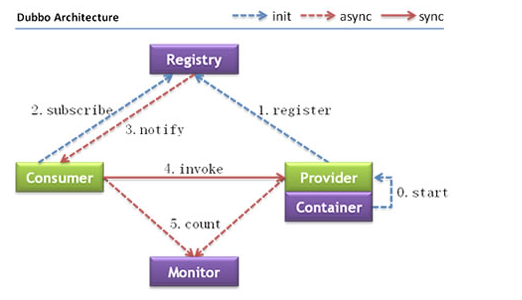 Dubbo Architecture
init
async
sync
Registry
2. subscribe
1. register
3. notify
4. invoke
Consumer
Provider
0. start
Container
5. count
Monitor